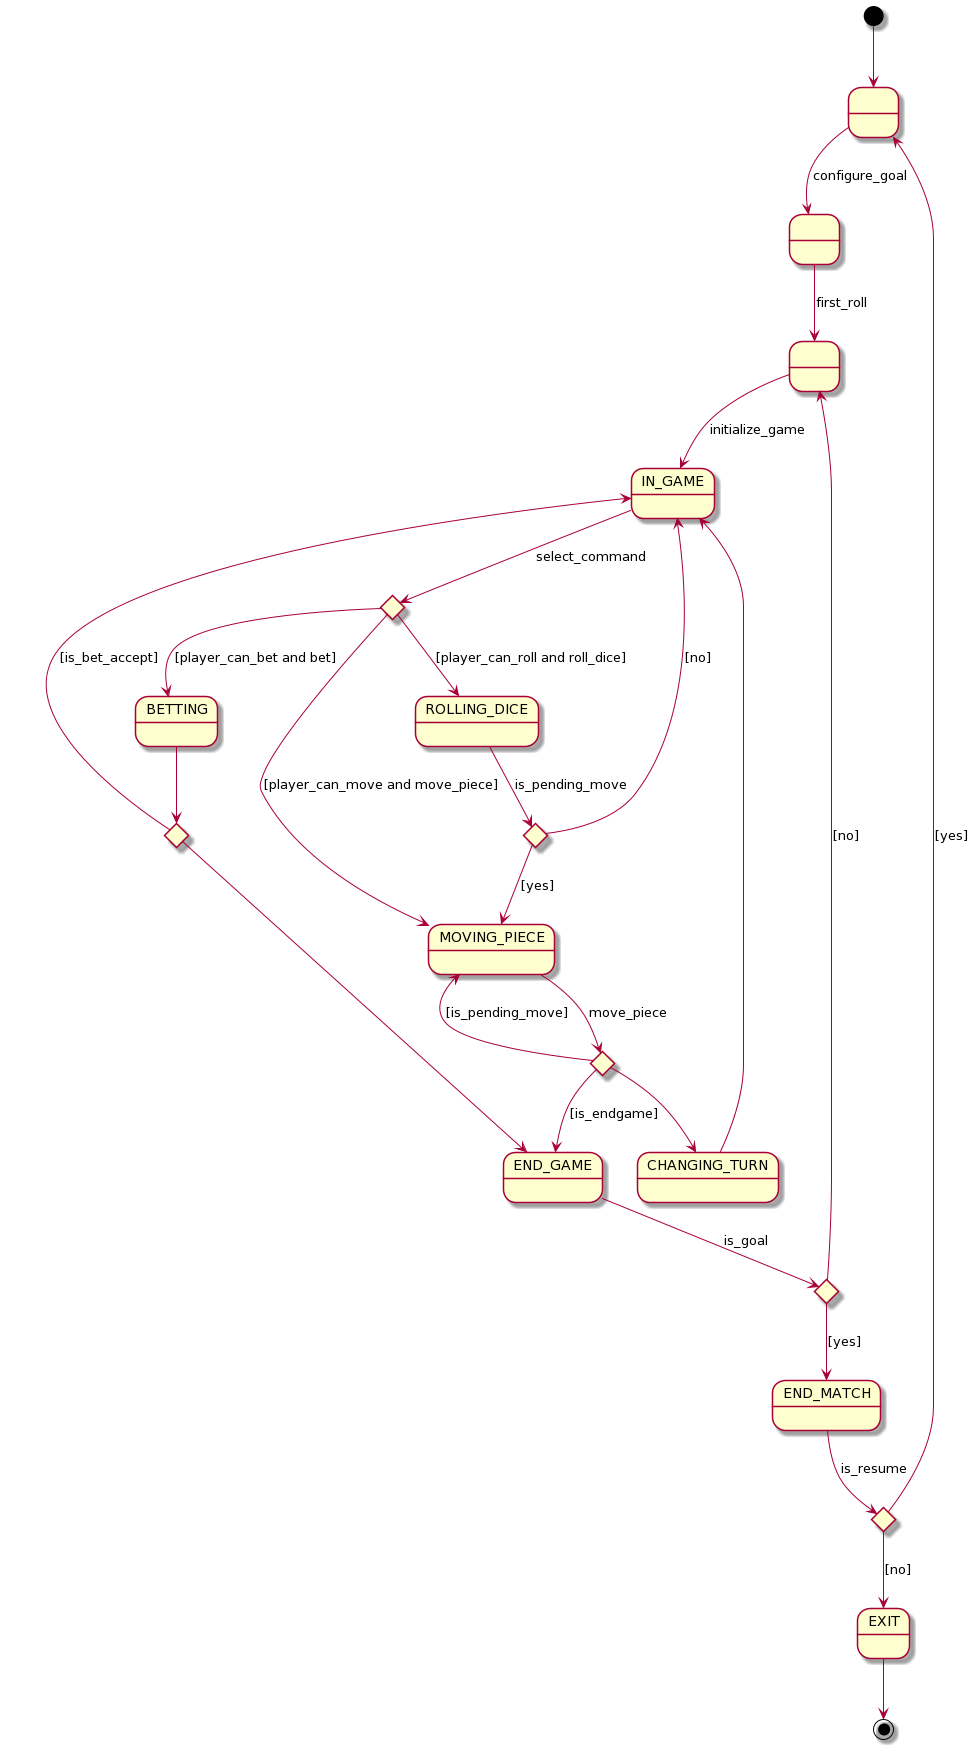 configure_goal
first_roll
initialize_game
IN_GAME
select_command
[is_bet_accept]
[player_can_bet and bet]
[player_can_roll and roll_dice]
[no]
BETTING
ROLLING_DICE
[player_can_move and move_piece]
is_pending_move
[no]
[yes]
[yes]
MOVING_PIECE
[is_pending_move]
move_piece
[is_endgame]
END_GAME
CHANGING_TURN
is_goal
[yes]
END_MATCH
is_resume
[no]
EXIT